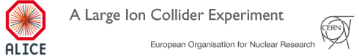 A Large Ion Collider Experiment
CERN
ALICE
European Organisation for Nuclear Research